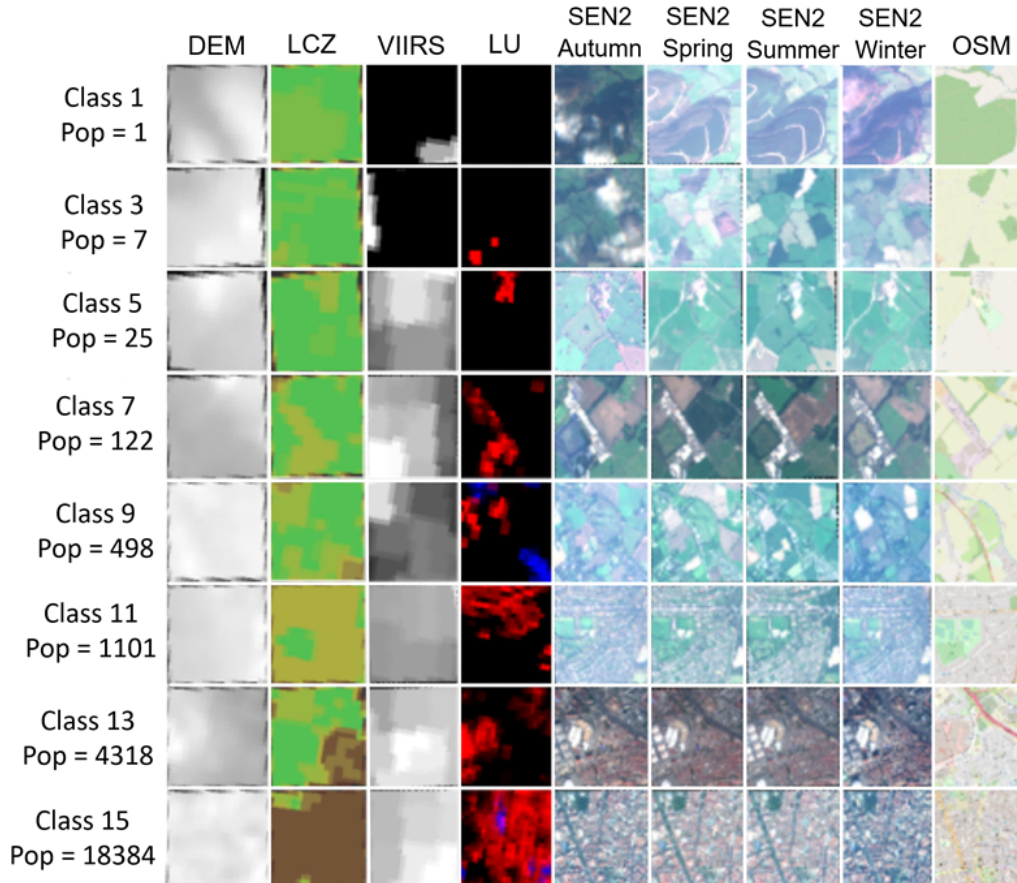 DEM LCZ VIIRS LU SEN2 Autumn SEN2 Spring SEN2 Summer SEN2 Winter OSM
Class 1
Pop = 1
Class 3
Pop = 7
Class 5
Pop = 25
Class 7
Pop = 122
Class 9
Pop = 498
Class 11
Pop = 1101
Class 13
Pop = 4318
Class 15
Pop = 18384